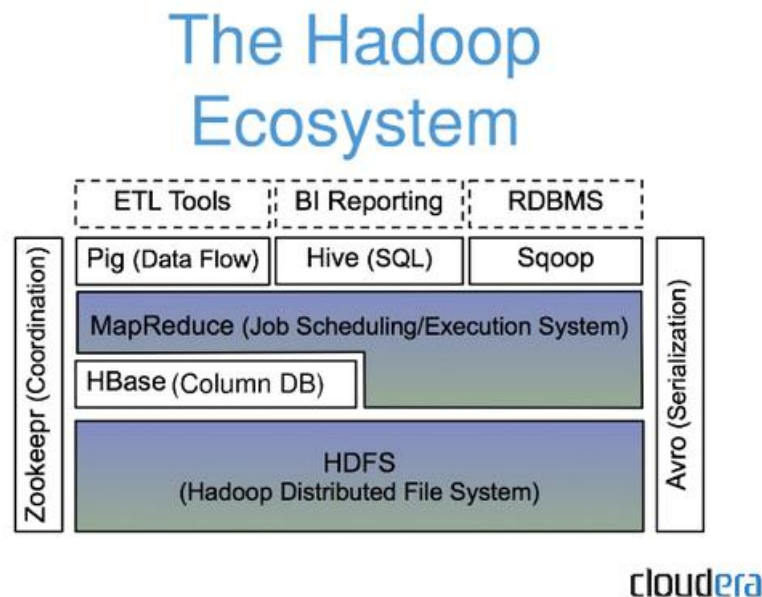 The Hadoop
Ecosystem
ETL Tools
BI Reporting
RDBMS
Pig (Data Flow)
Hive (SQL)
Sqoop
Zookeepr (Coordination)
MapReduce (Job Scheduling/Execution System)
HBase (Column DB)
HDFS
(Hadoop Distributed File System)
Avro (Serialization)
cloudera